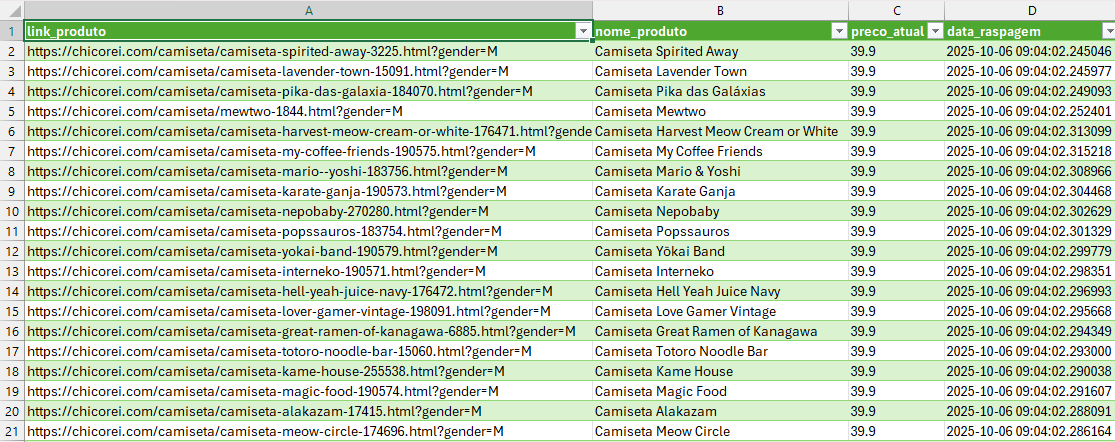 A B C D
1 link_produto nome_produto preco_atual data_raspagem
2 https://chicorei.com/camiseta/camiseta-spirited-away-3225.html?gender=M Camiseta Spirited Away 39.9 2025-10-06 09:04:02.245046
3 https://chicorei.com/camiseta/camiseta-lavender-town-15091.html?gender=M Camiseta Lavender Town 39.9 2025-10-06 09:04:02.245977
4 https://chicorei.com/camiseta/camiseta-pika-das-galaxia-184070.html?gender=M Camiseta Pika das Galáxias 39.9 2025-10-06 09:04:02.249093
5 https://chicorei.com/camiseta/mewtwo-1844.html?gender=M Camiseta Mewtwo 39.9 2025-10-06 09:04:02.252401
6 https://chicorei.com/camiseta/camiseta-harvest-meow-cream-or-white-176471.html?gende Camiseta Harvest Meow Cream or White 39.9 2025-10-06 09:04:02.313099
7 https://chicorei.com/camiseta/camiseta-my-coffee-friends-190575.html?gender=M Camiseta My Coffee Friends 39.9 2025-10-06 09:04:02.315218
8 https://chicorei.com/camiseta/camiseta-mario--yoshi-183756.html?gender=M Camiseta Mario & Yoshi 39.9 2025-10-06 09:04:02.308966
9 https://chicorei.com/camiseta/camiseta-karate-ganja-190573.html?gender=M Camiseta Karate Ganja 39.9 2025-10-06 09:04:02.304468
10 https://chicorei.com/camiseta/camiseta-nepobaby-270280.html?gender=M Camiseta Nepobaby 39.9 2025-10-06 09:04:02.302629
11 https://chicorei.com/camiseta/camiseta-popssauros-183754.html?gender=M Camiseta Popssauros 39.9 2025-10-06 09:04:02.301329
12 https://chicorei.com/camiseta/camiseta-yokai-band-190579.html?gender=M Camiseta Yōkai Band 39.9 2025-10-06 09:04:02.299779
13 https://chicorei.com/camiseta/camiseta-interneko-190571.html?gender=M Camiseta Interneko 39.9 2025-10-06 09:04:02.298351
14 https://chicorei.com/camiseta/camiseta-hell-yeah-juice-navy-176472.html?gender=M Camiseta Hell Yeah Juice Navy 39.9 2025-10-06 09:04:02.296993
15 https://chicorei.com/camiseta/camiseta-lover-gamer-vintage-198091.html?gender=M Camiseta Love Gamer Vintage 39.9 2025-10-06 09:04:02.295668
16 https://chicorei.com/camiseta/camiseta-great-ramen-of-kanagawa-6885.html?gender=M Camiseta Great Ramen of Kanagawa 39.9 2025-10-06 09:04:02.294349
17 https://chicorei.com/camiseta/camiseta-totoro-noodle-bar-15060.html?gender=M Camiseta Totoro Noodle Bar 39.9 2025-10-06 09:04:02.293000
18 https://chicorei.com/camiseta/camiseta-kame-house-255538.html?gender=M Camiseta Kame House 39.9 2025-10-06 09:04:02.290038
19 https://chicorei.com/camiseta/camiseta-magic-food-190574.html?gender=M Camiseta Magic Food 39.9 2025-10-06 09:04:02.291607
20 https://chicorei.com/camiseta/camiseta-alakazam-17415.html?gender=M Camiseta Alakazam 39.9 2025-10-06 09:04:02.288091
21 https://chicorei.com/camiseta/camiseta-meow-circle-174696.html?gender=M Camiseta Meow Circle 39.9 2025-10-06 09:04:02.286164